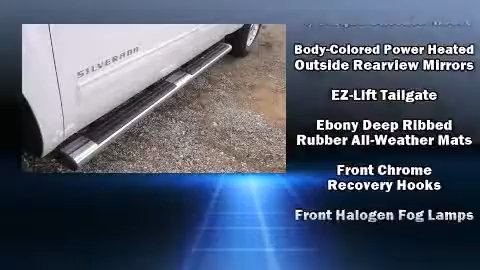 SILVERADO
Body-Colored Power Heated
Outside Rearview Mirrors
EZ-Lift Tailgate
Ebony Deep Ribbed
Rubber All-Weather Mats
Front Chrome
Recovery Hooks
Front Halogen Fog Lamps